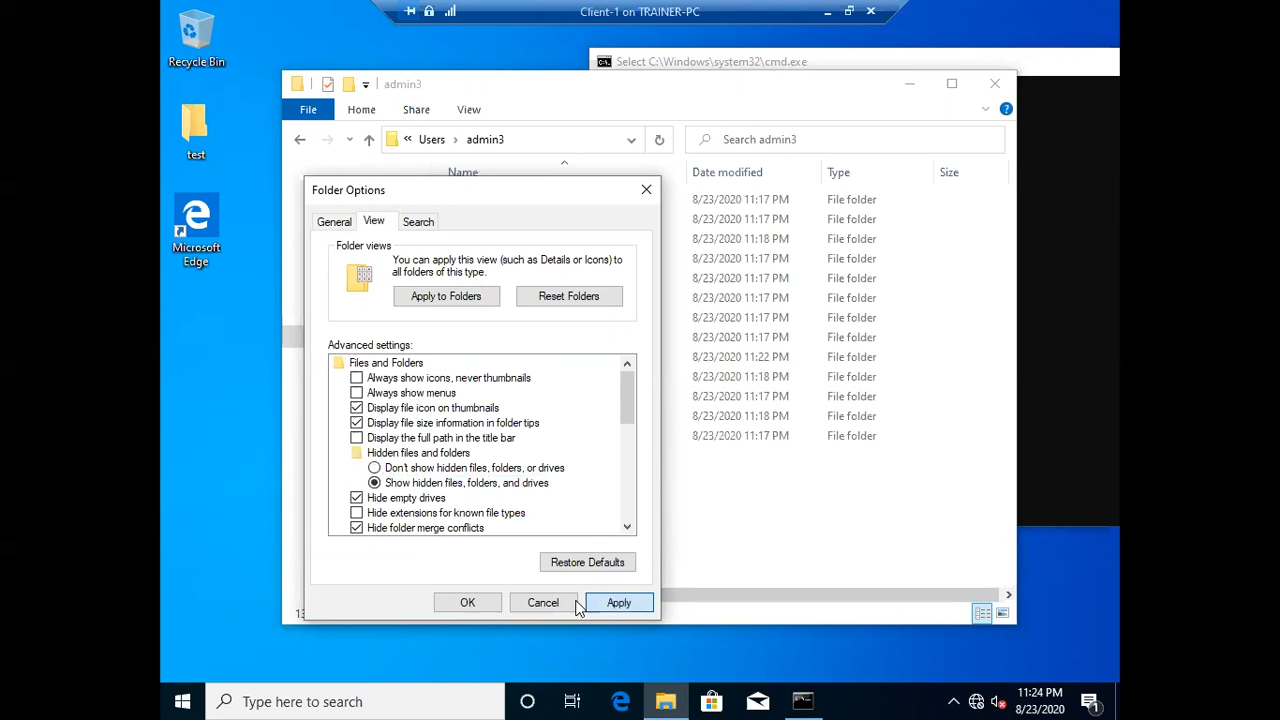 Client-1 on TRAINER-PC
Recycle Bin
test
Microsoft
Edge
Select C:\Windows\system32\cmd.exe
admin3
File
Home
Share
View
«
Users
admin3
Search admin3
Name
Date modified
Type
Size
8/23/2020 11:17 PM File folder
8/23/2020 11:17 PM File folder
8/23/2020 11:18 PM File folder
8/23/2020 11:17 PM File folder
8/23/2020 11:17 PM File folder
8/23/2020 11:17 PM File folder
8/23/2020 11:17 PM File folder
8/23/2020 11:17 PM File folder
8/23/2020 11:22 PM File folder
8/23/2020 11:18 PM File folder
8/23/2020 11:17 PM File folder
8/23/2020 11:18 PM File folder
8/23/2020 11:17 PM File folder
Folder Options
General
View
Search
Folder views
You can apply this view (such as Details or Icons) to
all folders of this type.
Apply to Folders
Reset Folders
Advanced settings:
Files and Folders
Always show icons, never thumbnails
Always show menus
Display file icon on thumbnails
Display file size information in folder tips
Display the full path in the title bar
Hidden files and folders
Don't show hidden files, folders, or drives
Show hidden files, folders, and drives
Hide empty drives
Hide extensions for known file types
Hide folder merge conflicts
Restore Defaults
OK
Cancel
Apply
Type here to search
11:24 PM
8/23/2020
1